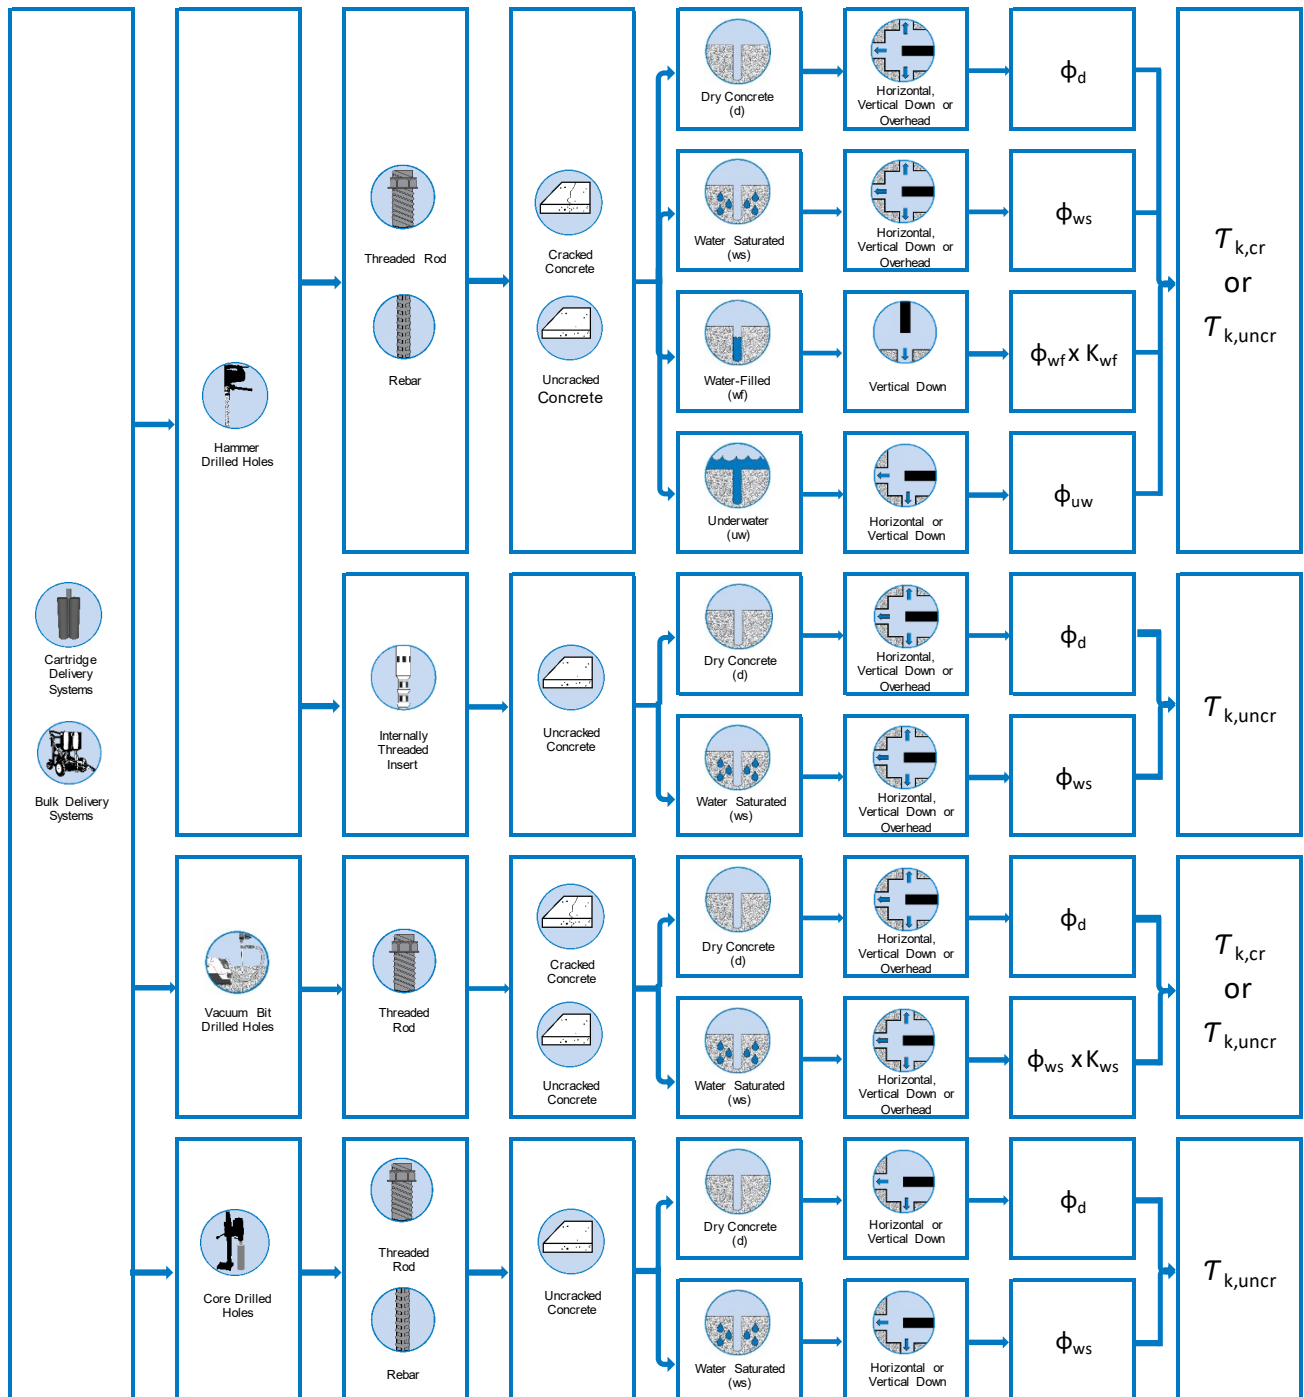 Cartridge
Delivery
Systems
Bulk Delivery
Systems
Hammer
Drilled Holes
Threaded Rod
Rebar
Cracked
Concrete
Uncracked
Concrete
Dry Concrete
(d)
Horizontal,
Vertical Down or
Overhead
ϕd
Water Saturated
(ws)
Horizontal,
Vertical Down or
Overhead
ϕws
Water-Filled
(wf)
Vertical Down
ϕwf x Kwf
Underwater
(uw)
Horizontal or
Vertical Down
ϕuw
τk,cr
or
τk,uncr
Internally
Threaded
Insert
Uncracked
Concrete
Dry Concrete
(d)
Horizontal,
Vertical Down or
Overhead
ϕd
Water Saturated
(ws)
Horizontal,
Vertical Down or
Overhead
ϕws
τk,uncr
Vacuum Bit
Drilled Holes
Threaded
Rod
Cracked
Concrete
Uncracked
Concrete
Dry Concrete
(d)
Horizontal,
Vertical Down or
Overhead
ϕd
Water Saturated
(ws)
Horizontal,
Vertical Down or
Overhead
ϕws x Kws
τk,cr
or
τk,uncr
Core Drilled
Holes
Threaded
Rod
Rebar
Uncracked
Concrete
Dry Concrete
(d)
Horizontal or
Vertical Down
ϕd
Water Saturated
(ws)
Horizontal or
Vertical Down
ϕws
τk,uncr